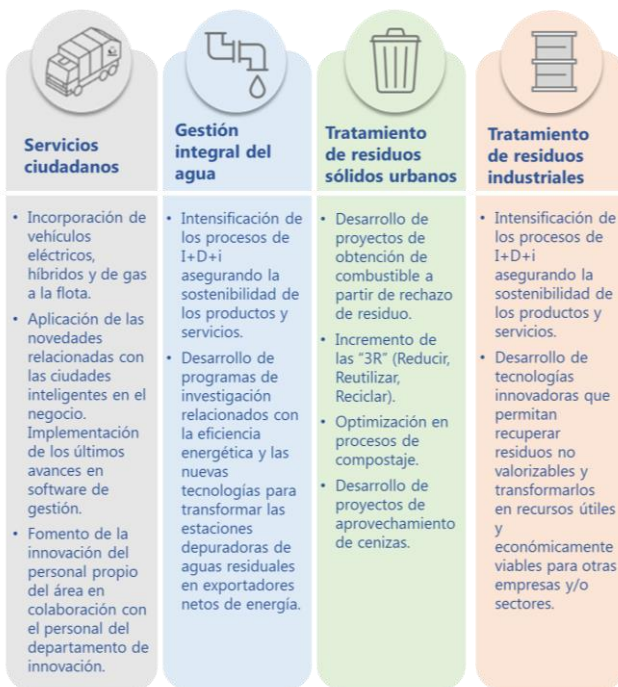 Servicios
ciudadanos
• Incorporación de
vehículos
eléctricos,
híbridos y de gas
a la flota.
• Aplicación de las
novedades
relacionadas con
las ciudades
inteligentes en el
negocio.
Implementación
de los últimos
avances en
software de
gestión.
• Fomento de la
innovación del
personal propio
del área en
colaboración con
el personal del
departamento de
innovación.
Gestión
integral del
agua
• Intensificación de
los procesos de
I+D+i
asegurando la
sostenibilidad de
los productos y
servicios.
• Desarrollo de
programas de
investigación
relacionados con
la eficiencia
energética y las
nuevas
tecnologías para
transformar las
estaciones
depuradoras de
aguas residuales
en exportadores
netos de energía.
Tratamiento
de residuos
sólidos urbanos
• Desarrollo de
proyectos de
obtención de
combustible a
partir de rechazo
de residuo.
• Incremento de
las "3R" (Reducir,
Reutilizar,
Reciclar).
• Optimización en
procesos de
compostaje.
• Desarrollo de
proyectos de
aprovechamiento
de cenizas.
Tratamiento
de residuos
industriales
• Intensificación de
los procesos de
I+D+i
asegurando la
sostenibilidad de
los productos y
servicios.
• Desarrollo de
tecnologías
innovadoras que
permitan
recuperar
residuos no
valorizables y
transformarlos
en recursos útiles
y
económicamente
viables para otras
empresas y/o
sectores.